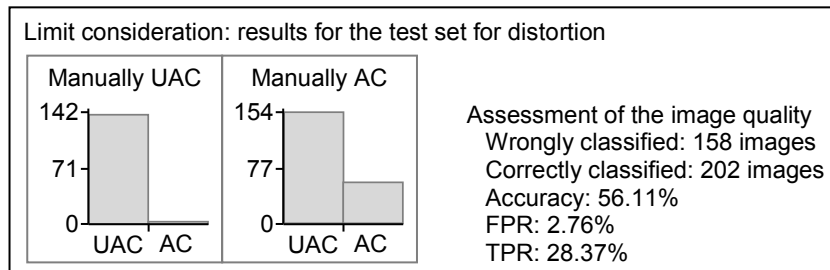 Limit consideration: results for the test set for distortion
Manually UAC
142
71
0
UAC AC
Manually AC
154
77
0
UAC AC
Assessment of the image quality
Wrongly classified: 158 images
Correctly classified: 202 images
Accuracy: 56.11%
FPR: 2.76%
TPR: 28.37%